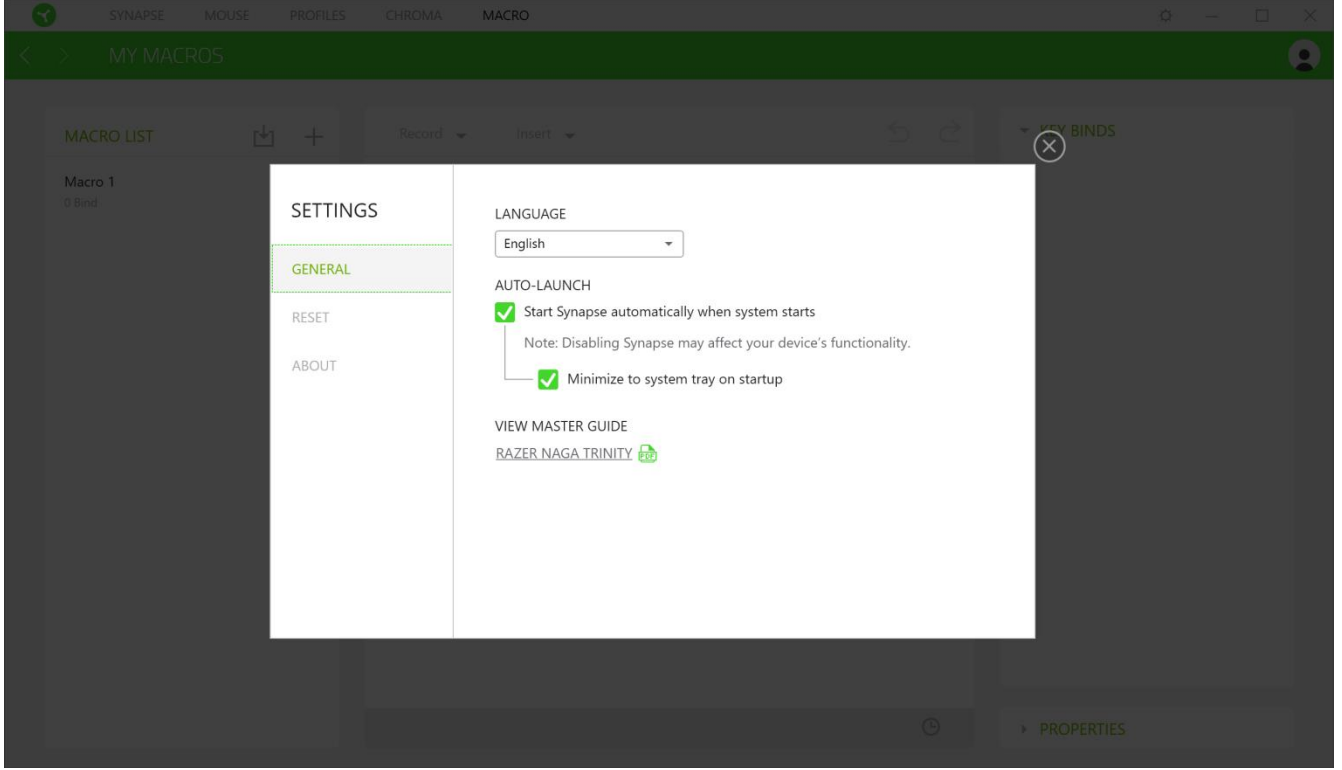 SYNAPSE MOUSE PROFILES CHROMA MACRO
MY MACROS
MACRO LIST
Record Insert
KEY BINDS
Macro 1
0 Bind
SETTINGS
GENERAL
RESET
ABOUT
LANGUAGE
English
AUTO-LAUNCH
Start Synapse automatically when system starts
Note: Disabling Synapse may affect your device’s functionality.
Minimize to system tray on startup
VIEW MASTER GUIDE
RAZER NAGA TRINITY PDF
PROPERTIES